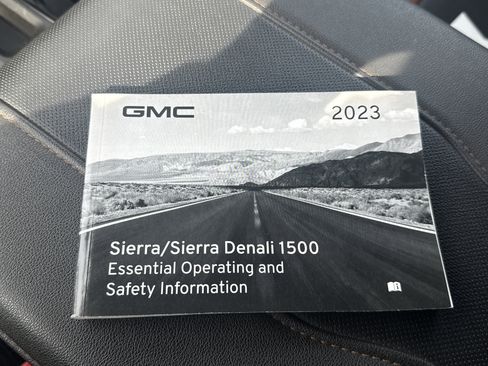 GMC 2023
Sierra/Sierra Denali 1500
Essential Operating and
Safety Information